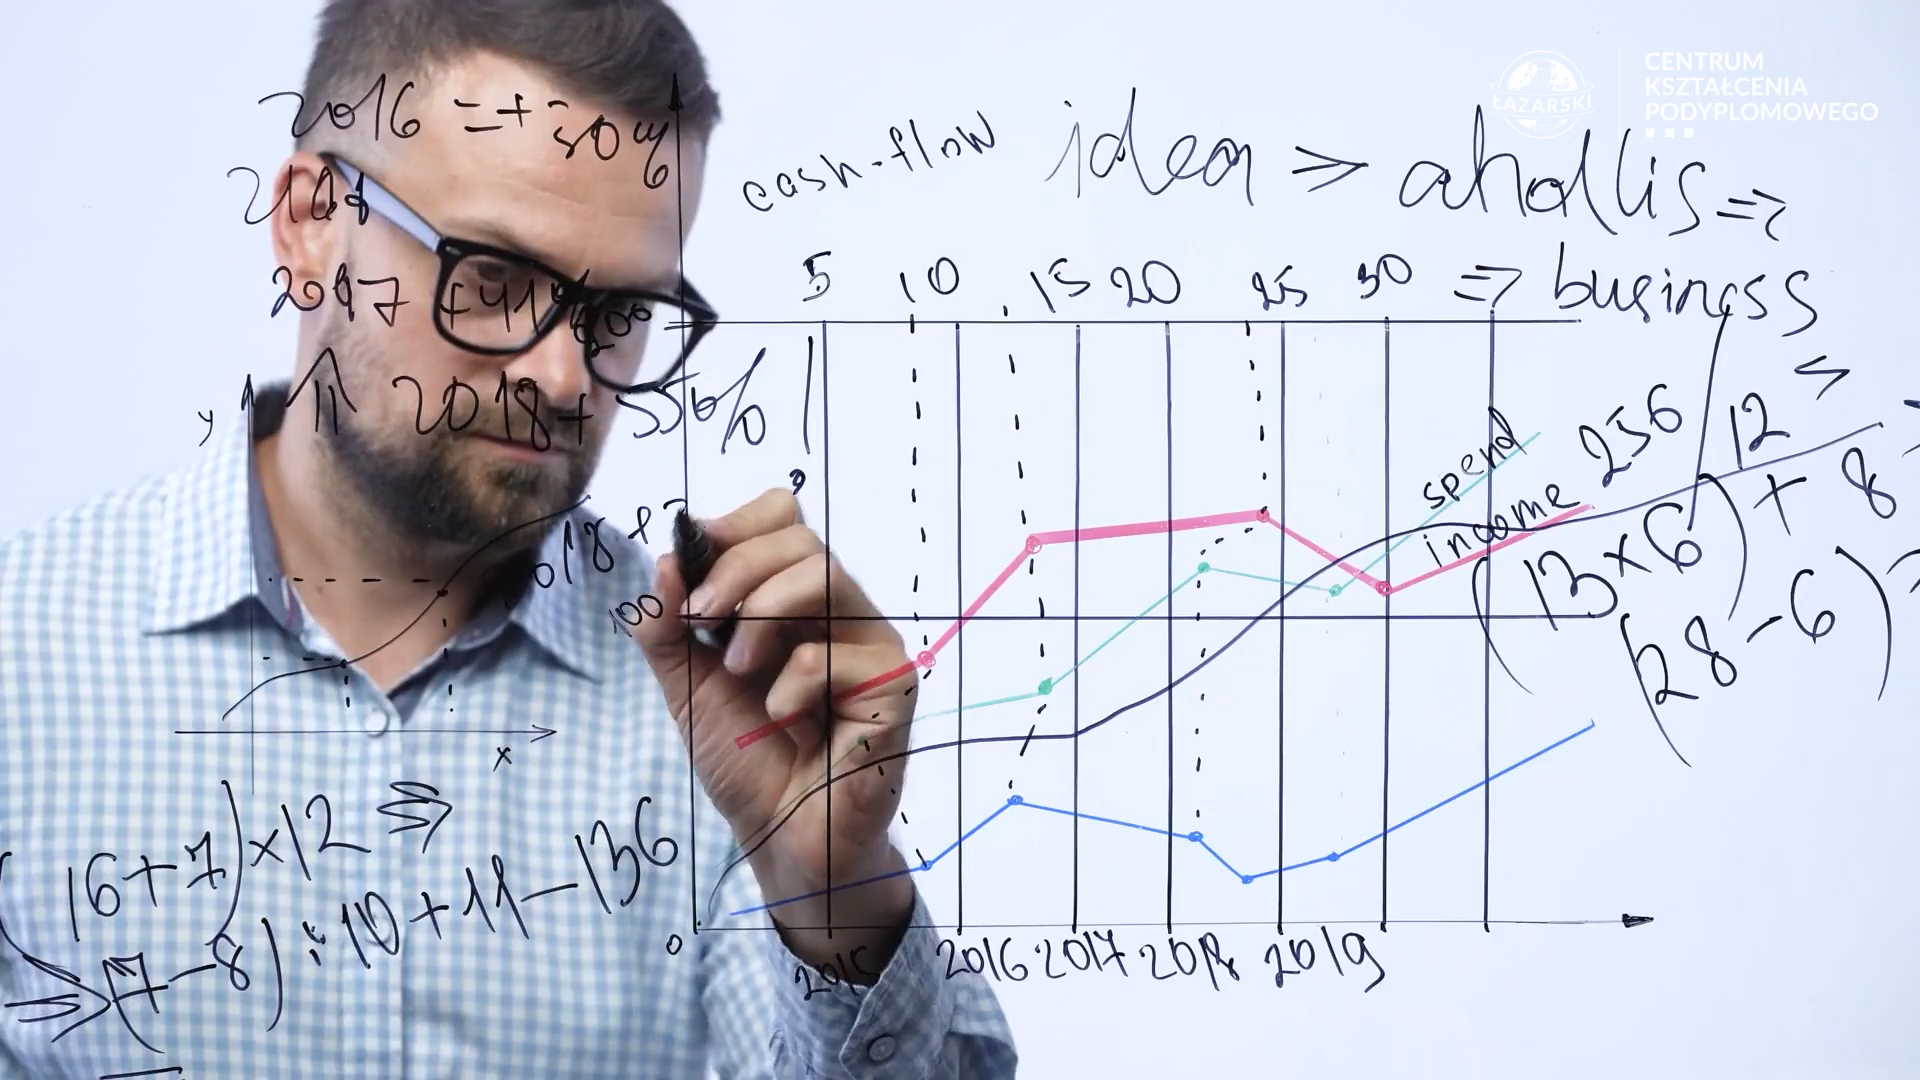 CENTRUM
KSZTAŁCENIA
PODYPLOMOWEGO
ŁAZARSKI
2016 =+30%
cash-flow idea => ahallis =>
=> business
5 10 15 20 25 30
2017 +41%
2018 + 55%
y
x
spend
income
256
12
(13×6) + 8
(28-6)
100
(16+7)×12 =>
=> (7-8) ÷ 10+11-136
0
2015 2016 2017 2018 2019